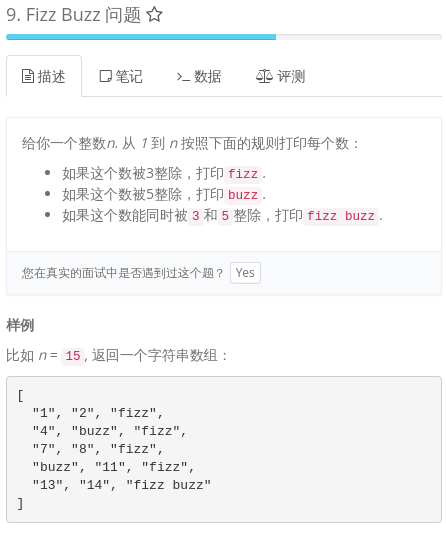 9. Fizz Buzz 问题
描述 笔记 数据 评测
给你一个整数n. 从 1 到 n 按照下面的规则打印每个数：
如果这个数被3整除，打印fizz.
如果这个数被5整除，打印buzz.
如果这个数能同时被3和5整除，打印fizz buzz.
您在真实的面试中是否遇到过这个题？ Yes
样例
比如 n = 15, 返回一个字符串数组：
[
"1", "2", "fizz",
"4", "buzz", "fizz",
"7", "8", "fizz",
"buzz", "11", "fizz",
"13", "14", "fizz buzz"
]